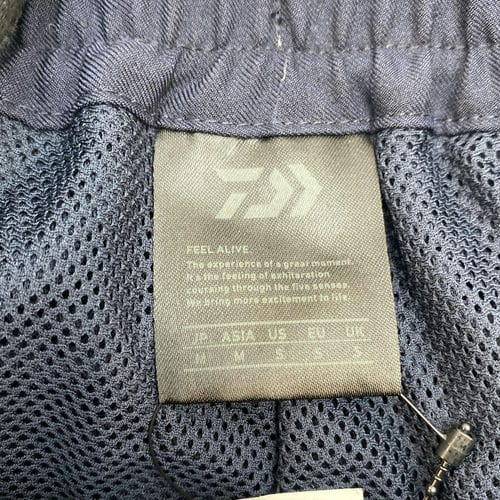 FEEL ALIVE.
The experience of a great moment.
It's the feeling of exhilaration
coursing through the five senses.
We bring more excitement to life.
JP ASIA US EU UK
M M S S S